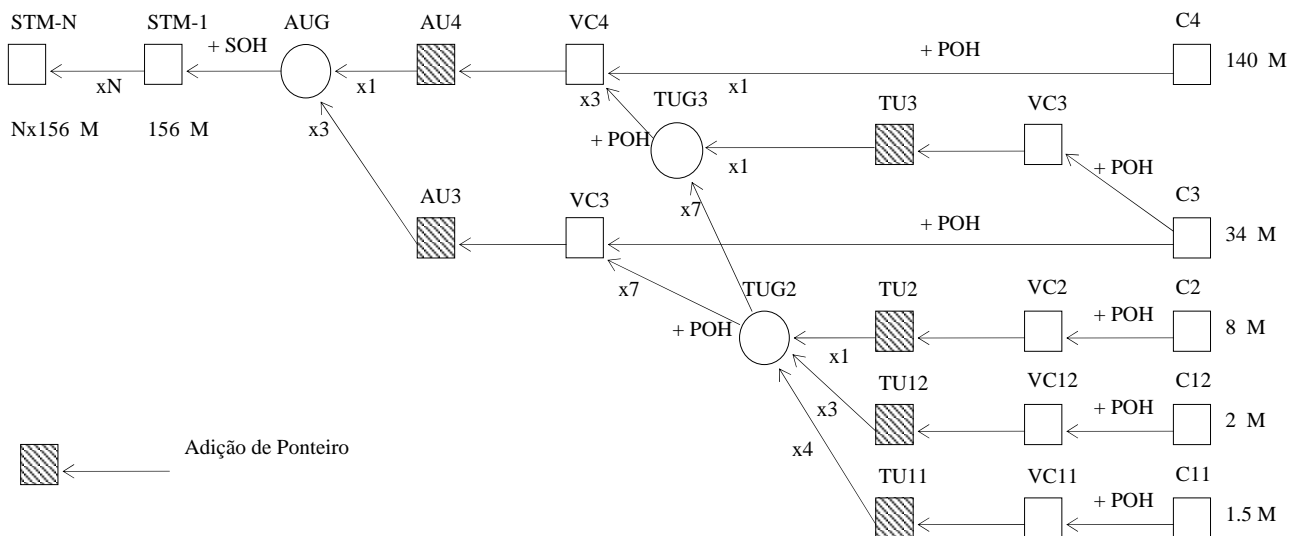 STM-N STM-1 AUG AU4 VC4 C4
+ SOH + POH
140 M
xN x1 x3 x1
TUG3 TU3 VC3
Nx156 M 156 M x3 + POH x1 + POH
AU3 VC3 x7 C3
+ POH
34 M
x7 TUG2 TU2 VC2 C2
+ POH
+ POH 8 M
x1
TU12 VC12 C12
x3 + POH
2 M
Adição de Ponteiro x4
TU11 VC11 C11
+ POH
1.5 M